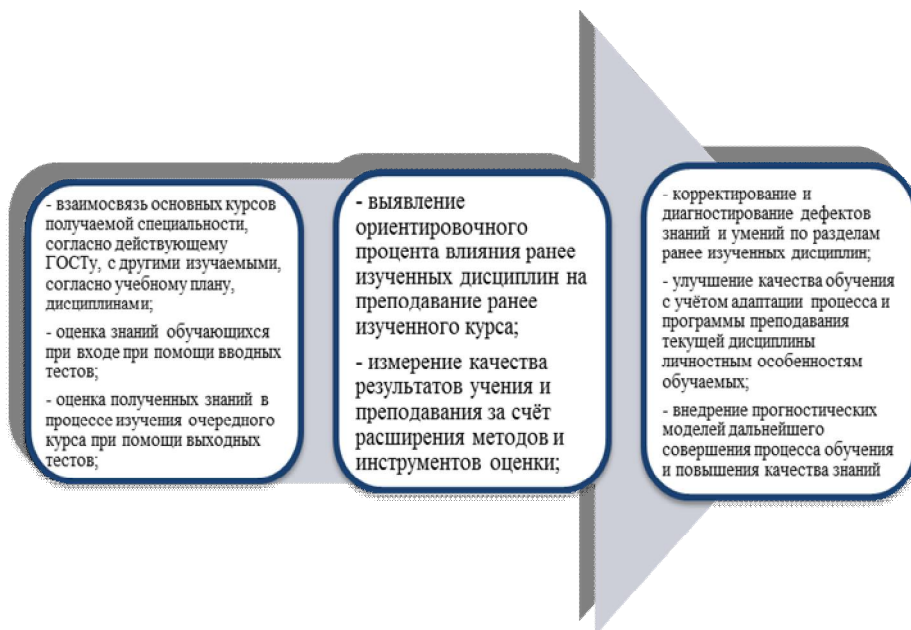 - взаимосвязь основных курсов
получаемой специальности,
согласно действующему
ГОСТу, с другими изучаемыми,
согласно учебному плану,
дисциплинами;
- оценка знаний обучающихся
при входе при помощи вводных
тестов;
- оценка полученных знаний в
процессе изучения очередного
курса при помощи выходных
тестов;
- выявление
ориентировочного
процента влияния ранее
изученных дисциплин на
преподавание ранее
изученного курса;
- измерение качества
результатов учения и
преподавания за счёт
расширения методов и
инструментов оценки;
- корректирование и
диагностирование дефектов
знаний и умений по разделам
ранее изученных дисциплин;
- улучшение качества обучения
с учётом адаптации процесса и
программы преподавания
текущей дисциплины
личностным особенностям
обучаемых;
- внедрение прогностических
моделей дальнейшего
совершения процесса обучения
и повышения качества знаний